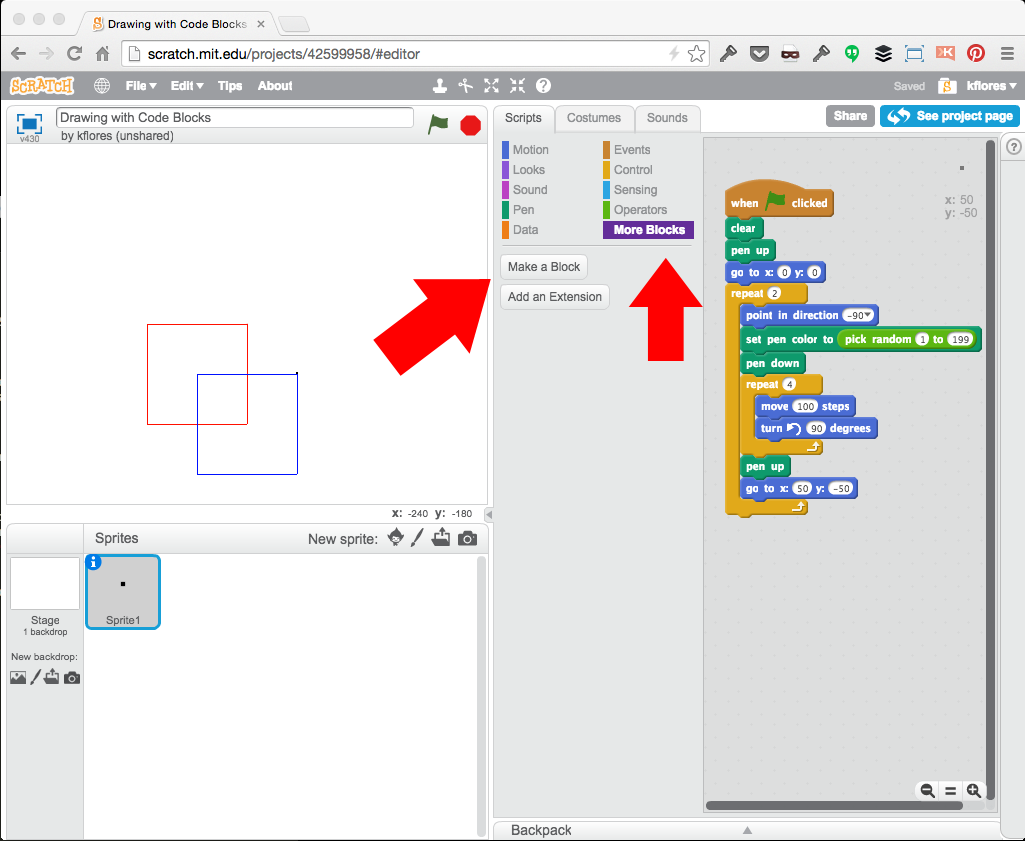 Drawing with Code Blocks
scratch.mit.edu/projects/42599958/#editor
SCRATCH
File
Edit
Tips
About
Saved
kflores
v430
Drawing with Code Blocks
by kflores (unshared)
Scripts
Costumes
Sounds
Share
See project page
Motion
Looks
Sound
Pen
Data
Events
Control
Sensing
Operators
More Blocks
Make a Block
Add an Extension
x: 50
y: -50
when clicked
clear
pen up
go to x: 0 y: 0
repeat 2
point in direction -90
set pen color to pick random 1 to 199
pen down
repeat 4
move 100 steps
turn 90 degrees
pen up
go to x: 50 y: -50
x: -240 y: -180
Sprites
New sprite:
Stage
1 backdrop
New backdrop:
Sprite1
Backpack